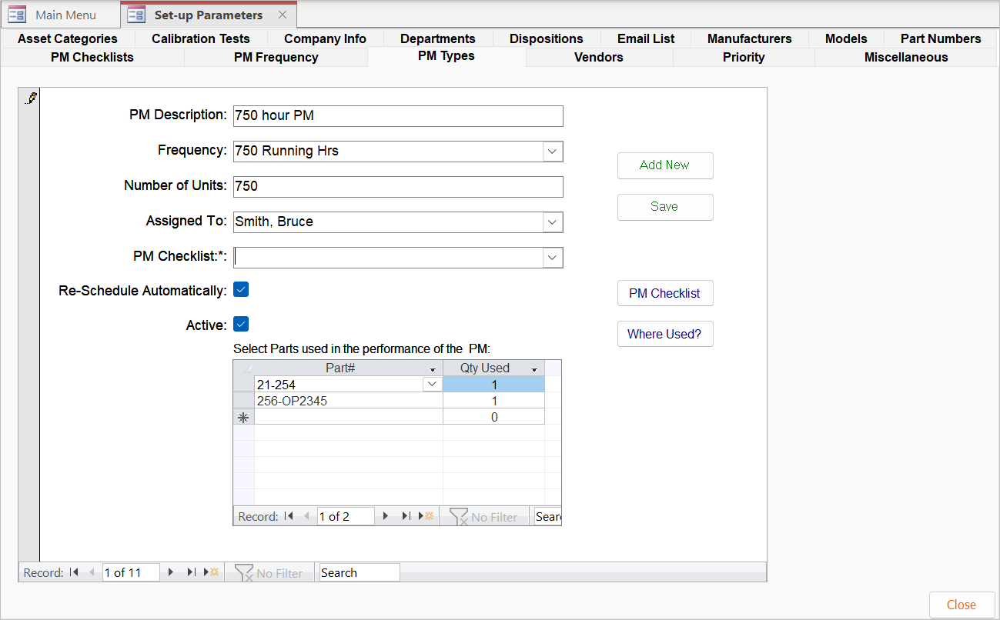 Main Menu Set-up Parameters
Asset Categories Calibration Tests Company Info Departments Dispositions Email List Manufacturers Models Part Numbers
PM Checklists PM Frequency PM Types Vendors Priority Miscellaneous
PM Description: 750 hour PM
Frequency: 750 Running Hrs
Number of Units: 750
Assigned To: Smith, Bruce
PM Checklist:*:
Re-Schedule Automatically:
Active:
Add New
Save
PM Checklist
Where Used?
Select Parts used in the performance of the PM:
Part# Qty Used
21-254 1
256-OP2345 1
0
Record: 1 of 2 No Filter Sear
Record: 1 of 11 No Filter Search
Close